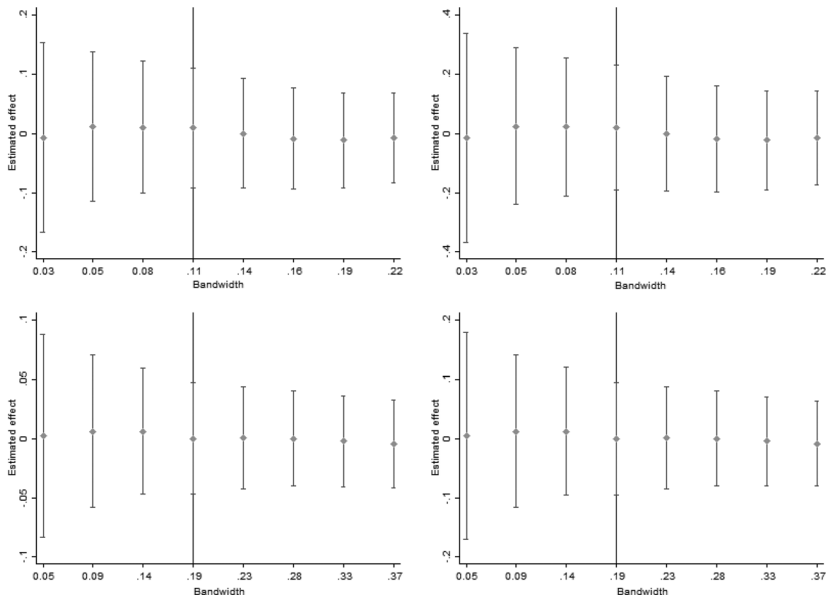 .2
.1
0
-.1
-.2
Estimated effect
0.03 0.05 0.08 .11 .14 .16 .19 .22
Bandwidth
.4
.2
0
-.2
-.4
Estimated effect
0.03 0.05 0.08 .11 .14 .16 .19 .22
Bandwidth
.1
.05
0
-.05
-.1
Estimated effect
0.05 0.09 .14 .19 .23 .28 .33 .37
Bandwidth
.2
.1
0
-.1
-.2
Estimated effect
0.05 0.09 .14 .19 .23 .28 .33 .37
Bandwidth